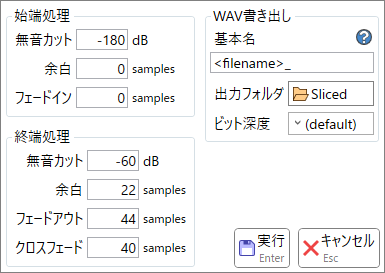 始端処理
無音カット -180 dB
余白 0 samples
フェードイン 0 samples
終端処理
無音カット -60 dB
余白 22 samples
フェードアウト 44 samples
クロスフェード 40 samples
WAV書き出し
基本名 ?
<filename>_
出力フォルダ Sliced
ビット深度 (default)
実行
Enter
キャンセル
Esc